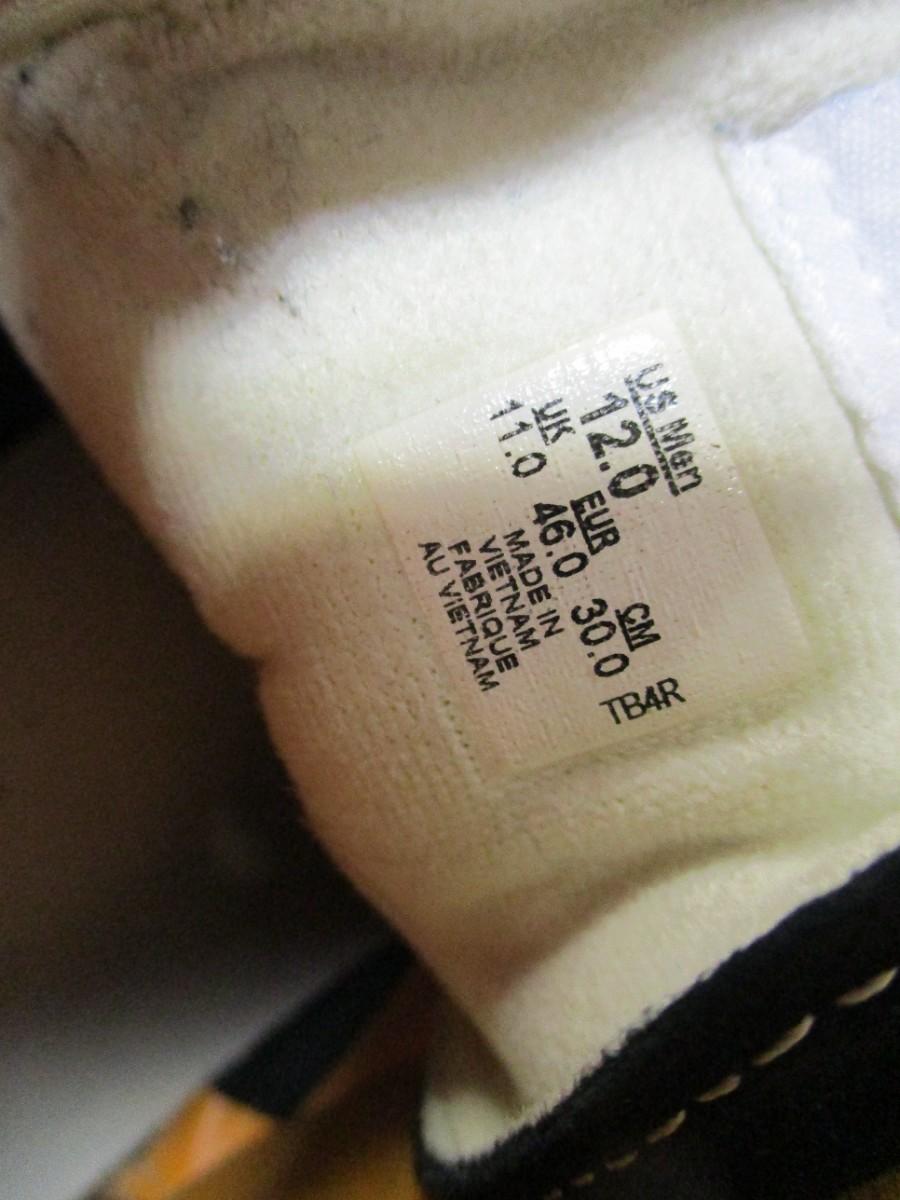 US Men
12.0
UK
11.0
EUR
46.0
CM
30.0
MADE IN
VIETNAM
FABRIQUE
AU VIETNAM
TB4R